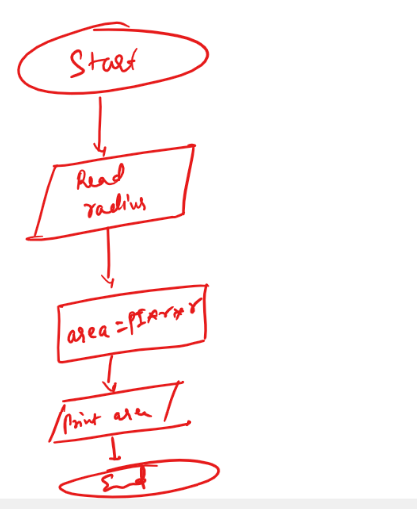 Start
Read
radius
area = PI*r*r
Print area
End